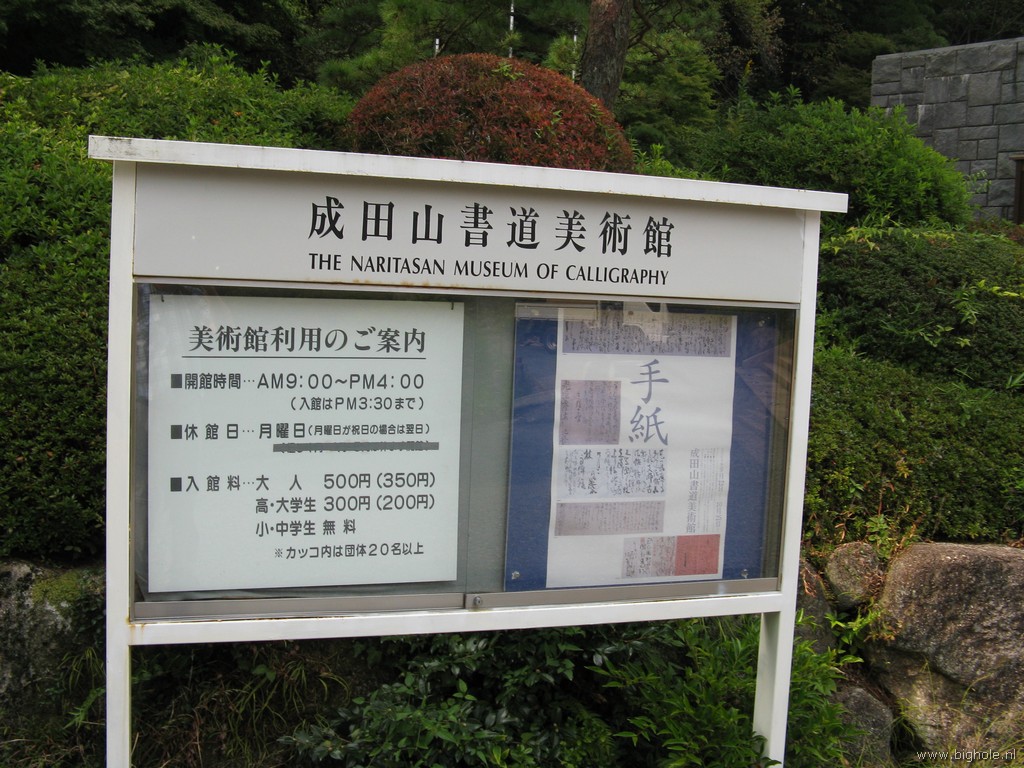 成田山書道美術館
THE NARITASAN MUSEUM OF CALLIGRAPHY
美術館利用のご案内
■開館時間…AM9:00～PM4:00
（入館はPM3:30まで）
■休館日…月曜日（月曜日が祝日の場合は翌日）
■入館料…大 人 500円（350円）
高・大学生 300円（200円）
小・中学生 無 料
※カッコ内は団体20名以上
手紙
成田山書道美術館
www.bighole.nl